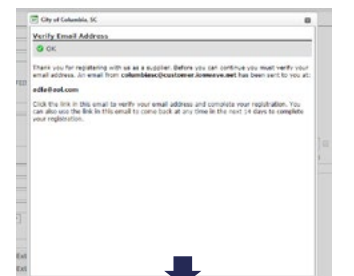 City of Columbia, SC
Verify Email Address
OK
Thank you for registering with us as a supplier. Before you can continue you must verify your
email address. An email from columbiasc@customer.ionwave.net has been sent to you at:
adla@aol.com
Click the link in this email to verify your email address and complete your registration. You
can also use the link in this email to come back at any time in the next 14 days to complete
your registration.
Ext
Ext